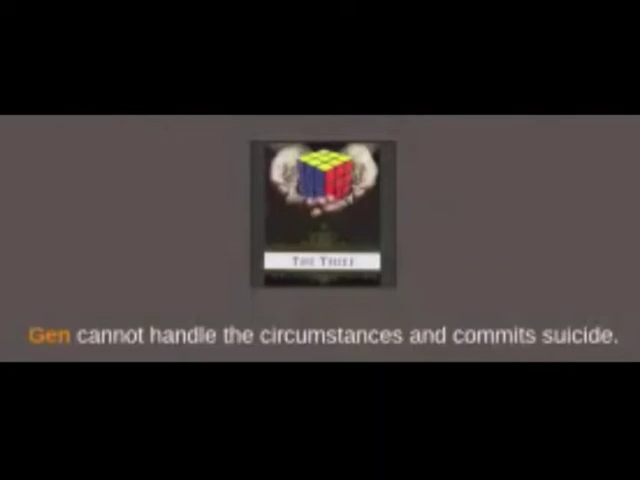 THE THIEF
Gen cannot handle the circumstances and commits suicide.